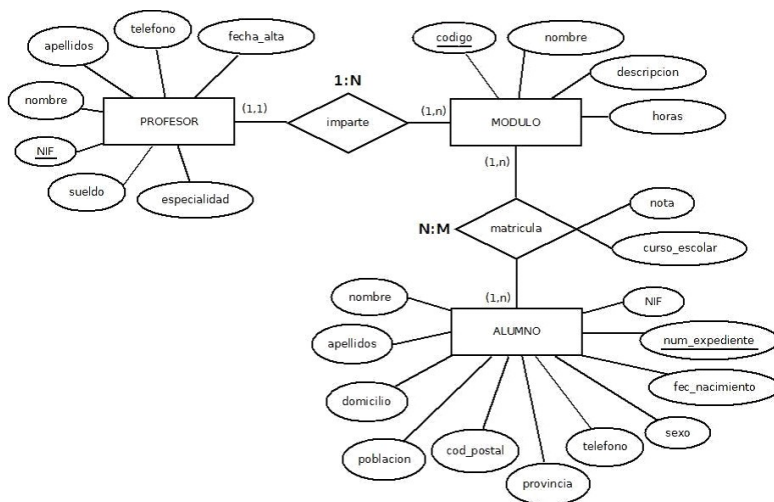 telefono
apellidos
fecha_alta
nombre
NIF
sueldo
especialidad
PROFESOR
(1,1)
1:N
imparte
(1,n)
codigo
nombre
descripcion
horas
MODULO
(1,n)
N:M
matricula
nota
curso_escolar
(1,n)
nombre
apellidos
domicilio
poblacion
cod_postal
provincia
telefono
sexo
fec_nacimiento
num_expediente
NIF
ALUMNO